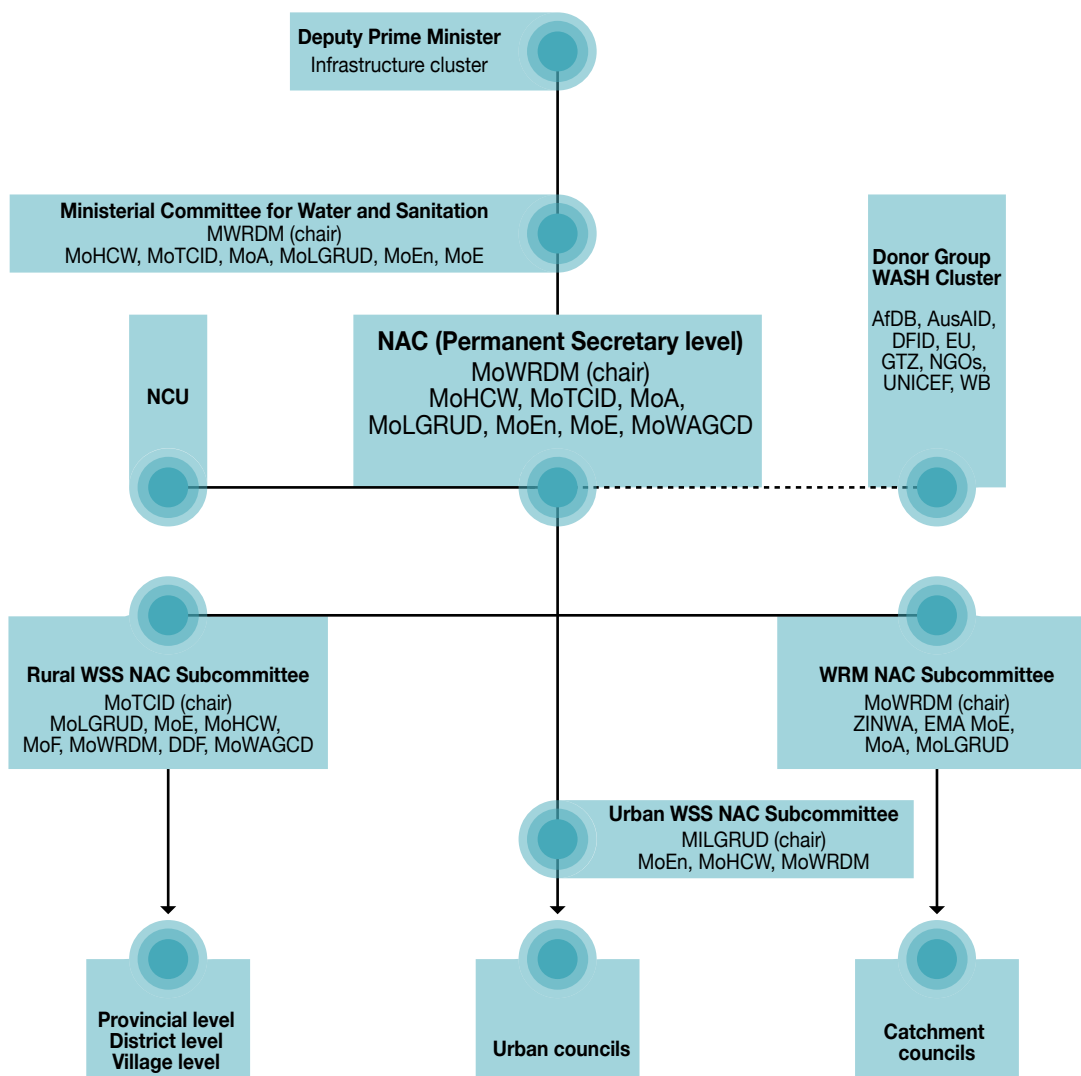 Deputy Prime Minister
Infrastructure cluster
Ministerial Committee for Water and Sanitation
MWRDM (chair)
MoHCW, MoTCID, MoA, MoLGRUD, MoEn, MoE
Donor Group
WASH Cluster
AfDB, AusAID,
DFID, EU,
GTZ, NGOs,
UNICEF, WB
NCU
NAC (Permanent Secretary level)
MoWRDM (chair)
MoHCW, MoTCID, MoA,
MoLGRUD, MoEn, MoE, MoWAGCD
Rural WSS NAC Subcommittee
MoTCID (chair)
MoLGRUD, MoE, MoHCW,
MoF, MoWRDM, DDF, MoWAGCD
WRM NAC Subcommittee
MoWRDM (chair)
ZINWA, EMA MoE,
MoA, MoLGRUD
Urban WSS NAC Subcommittee
MILGRUD (chair)
MoEn, MoHCW, MoWRDM
Provincial level
District level
Village level
Urban councils
Catchment
councils